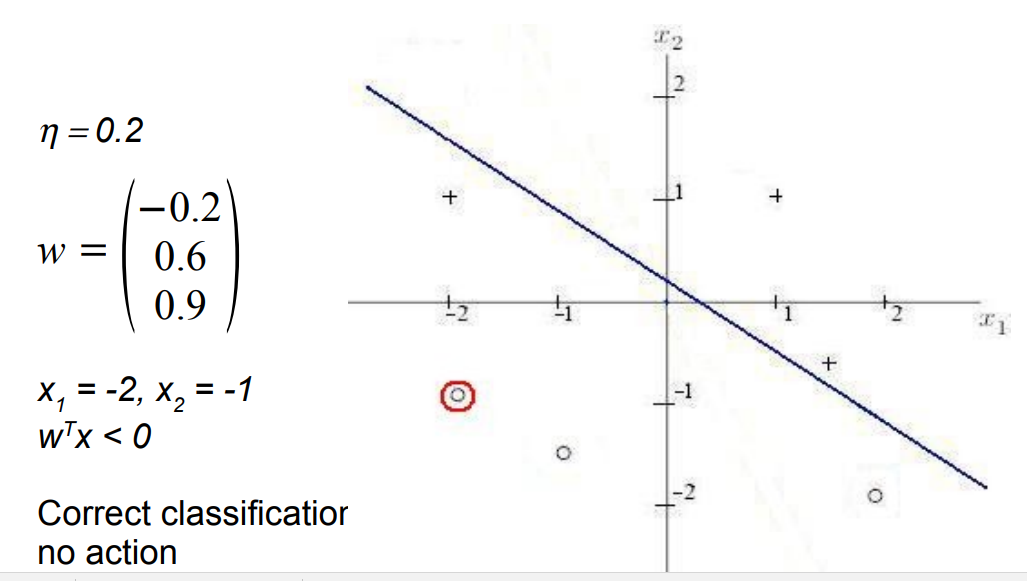 η = 0.2
w = (−0.2
0.6
0.9)
x₁ = -2, x₂ = -1
wᵀx < 0
Correct classification
no action
x₂
2
1
-2 -1 1 2
x₁
-1
-2